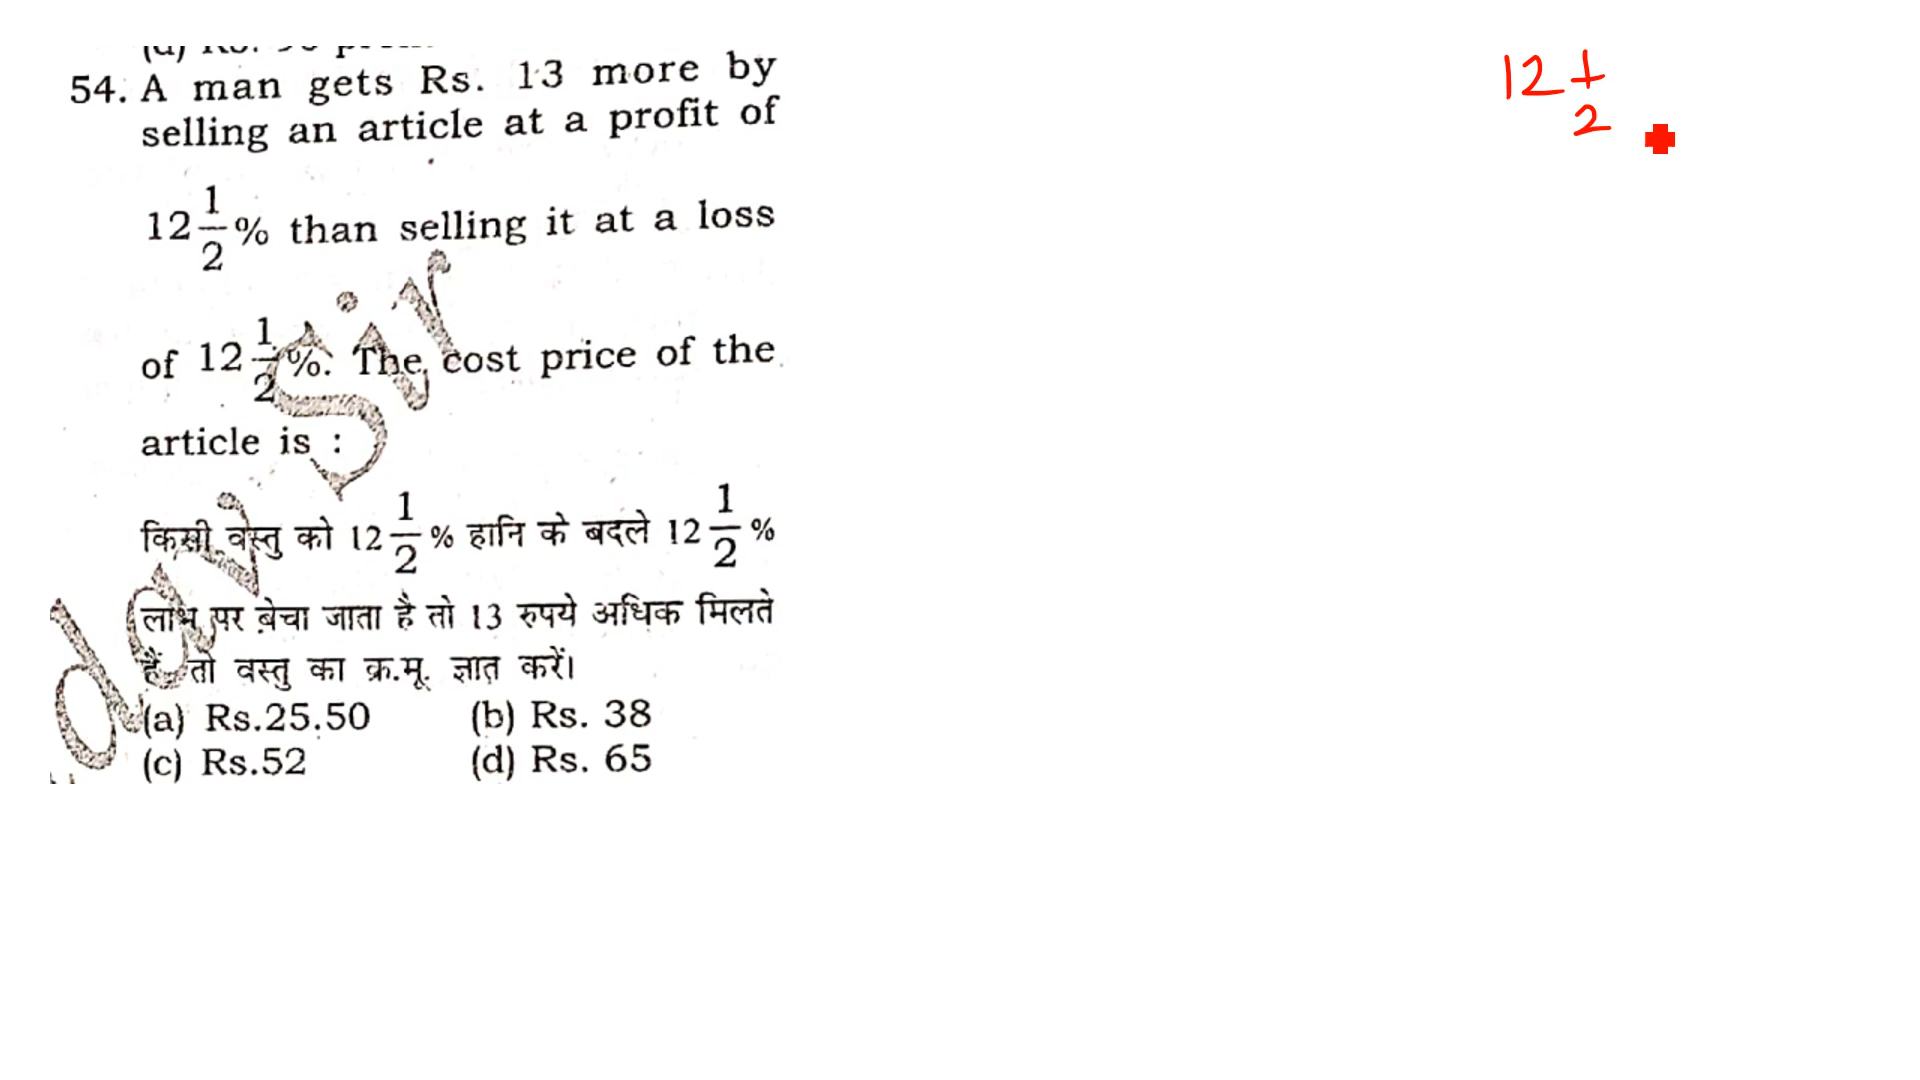 54. A man gets Rs. 13 more by
selling an article at a profit of
12 1/2 % than selling it at a loss
of 12 1/2 %. The cost price of the
article is :
किसी वस्तु को 12 1/2 % हानि के बदले 12 1/2 %
लाभ पर बेचा जाता है तो 13 रुपये अधिक मिलते
हैं तो वस्तु का क्र.मू. ज्ञात करें।
(a) Rs.25.50 (b) Rs. 38
(c) Rs.52 (d) Rs. 65
Sir
12 1/2